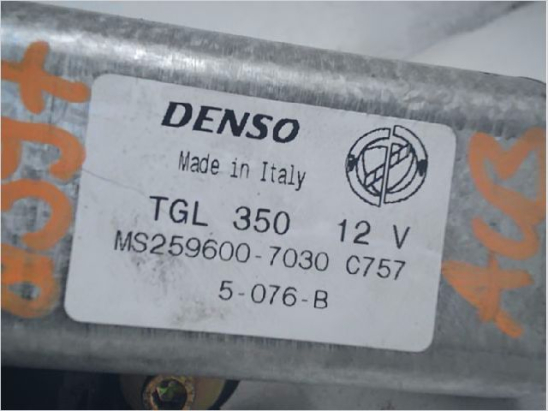 DENSO
Made in Italy
TGL 350 12 V
MS259600-7030 C757
5-076-B